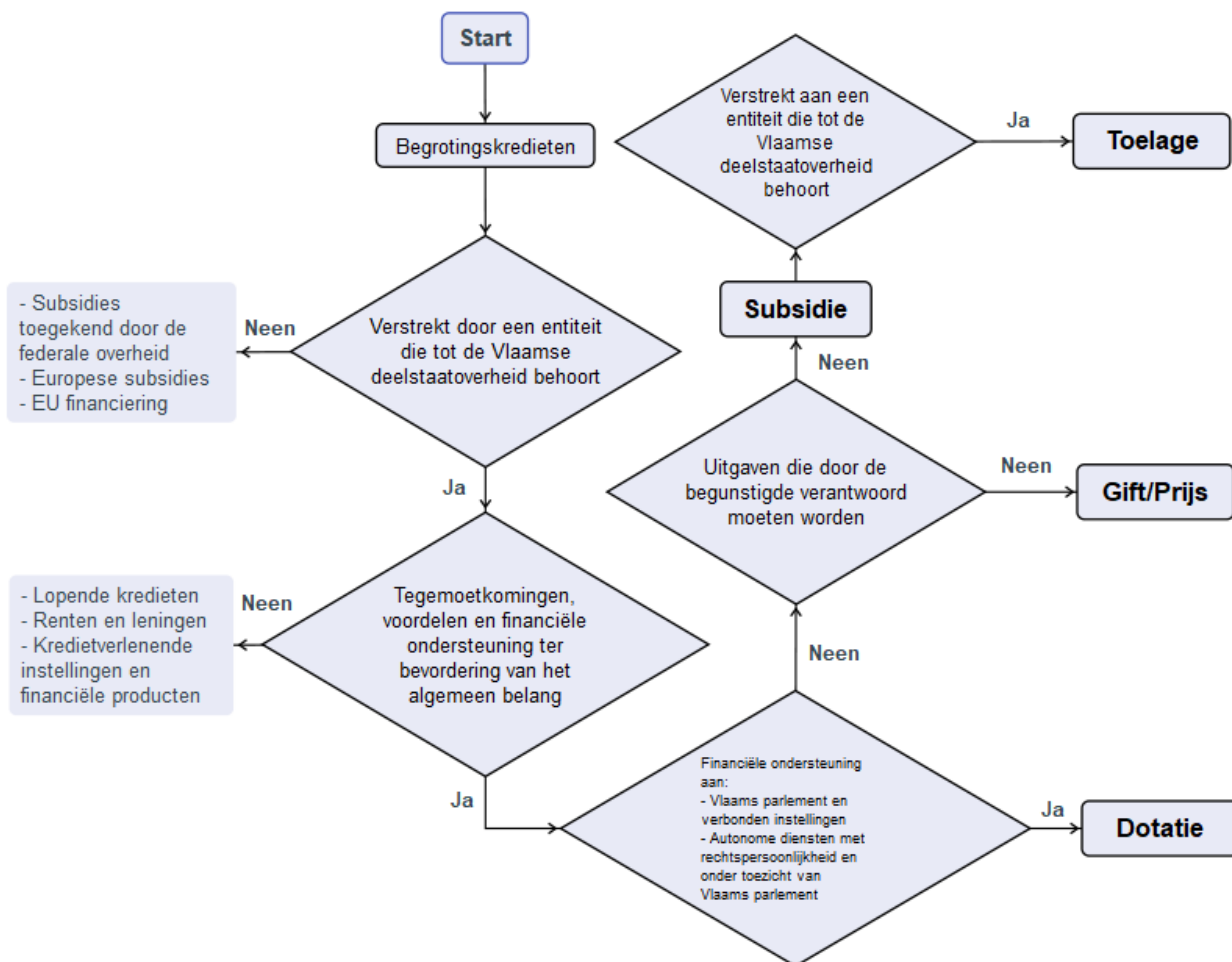 Start
Begrotingskredieten
Verstrekt door een entiteit
die tot de Vlaamse
deelstaatoverheid behoort
Neen
- Subsidies
toegekend door de
federale overheid
- Europese subsidies
- EU financiering
Ja
Tegemoetkomingen,
voordelen en financiële
ondersteuning ter
bevordering van het
algemeen belang
Neen
- Lopende kredieten
- Renten en leningen
- Kredietverlenende
instellingen en
financiële producten
Ja
Financiële ondersteuning
aan:
- Vlaams parlement en
verbonden instellingen
- Autonome diensten met
rechtspersoonlijkheid en
onder toezicht van
Vlaams parlement
Ja
Dotatie
Neen
Uitgaven die door de
begunstigde verantwoord
moeten worden
Neen
Gift/Prijs
Neen
Subsidie
Verstrekt aan een
entiteit die tot de
Vlaamse
deelstaatoverheid
behoort
Ja
Toelage